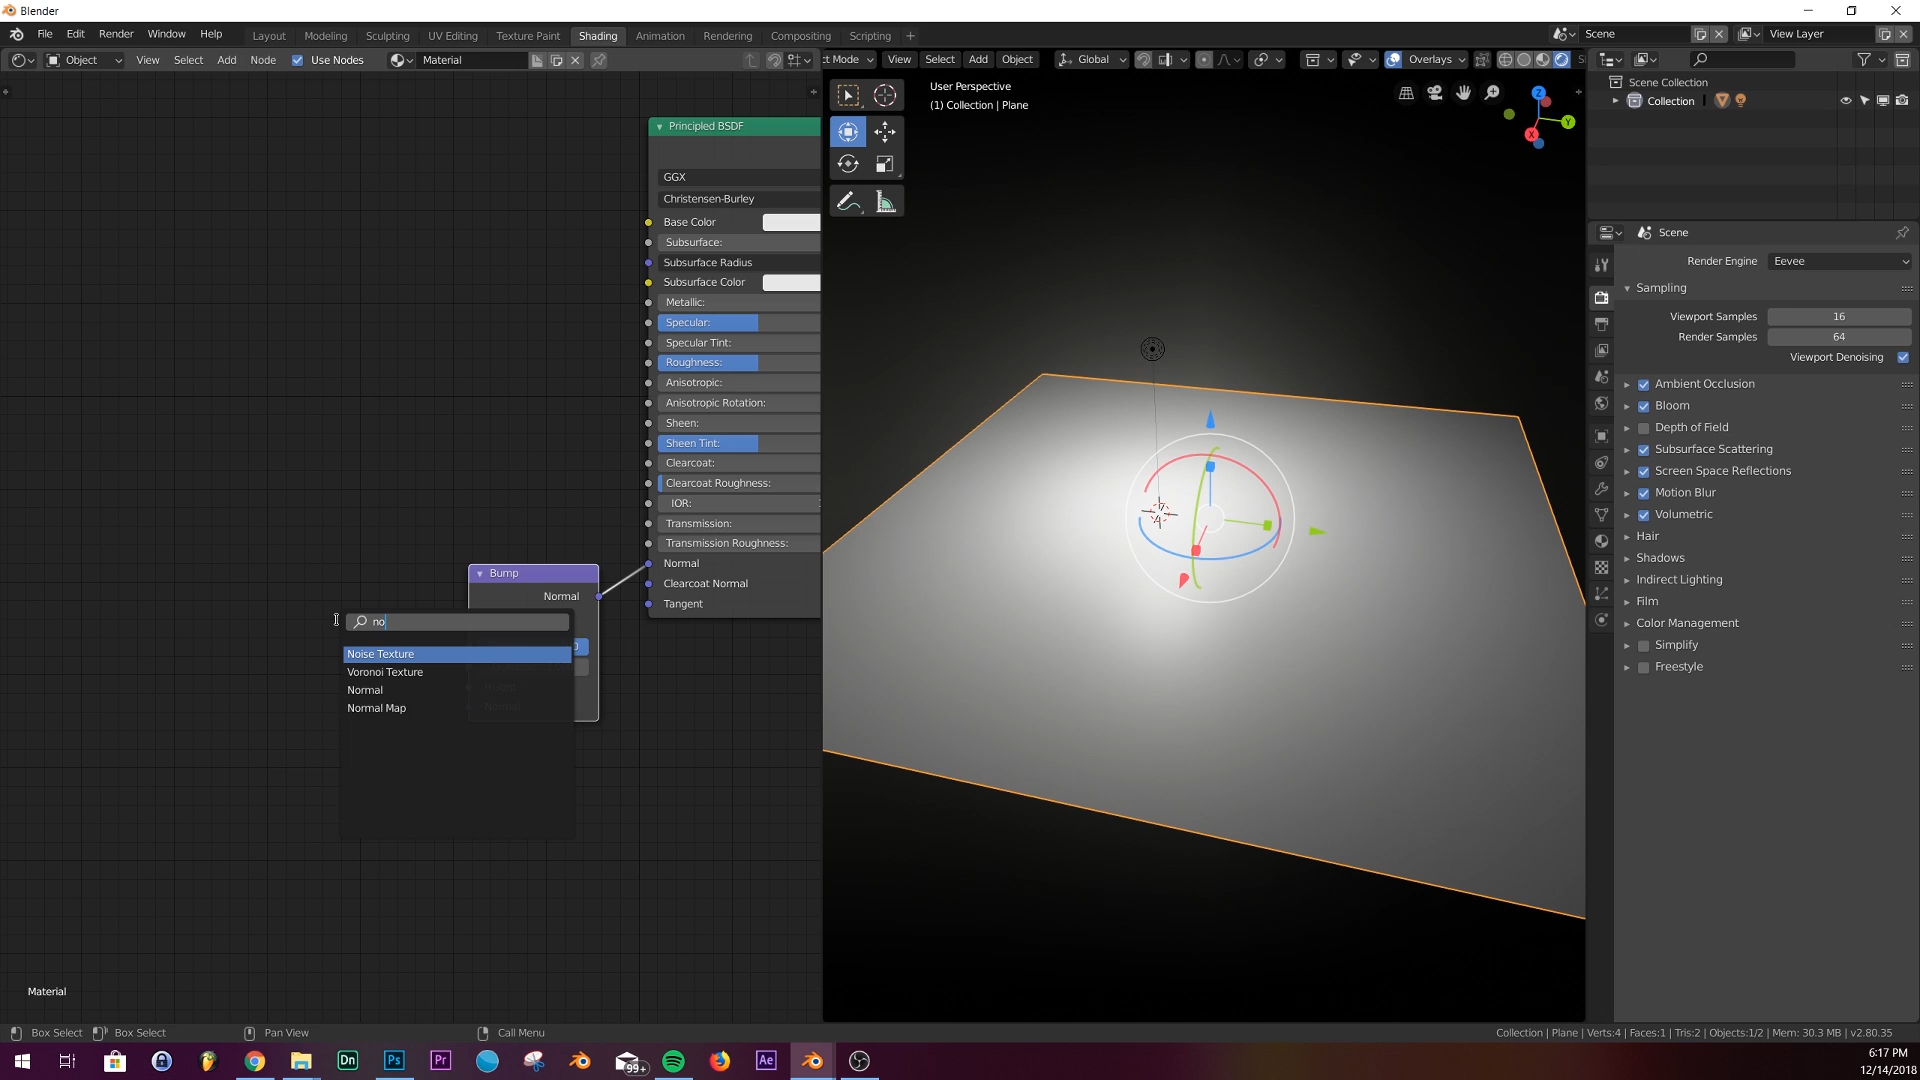 Blender
File Edit Render Window Help Layout Modeling Sculpting UV Editing Texture Paint Shading Animation Rendering Compositing Scripting + Scene View Layer
Object View Select Add Node Use Nodes Material
t Mode View Select Add Object Global Overlays
User Perspective
(1) Collection | Plane
Z
Y
X
Scene Collection
Collection
Principled BSDF
GGX
Christensen-Burley
Base Color
Subsurface:
Subsurface Radius
Subsurface Color
Metallic:
Specular:
Specular Tint:
Roughness:
Anisotropic:
Anisotropic Rotation:
Sheen:
Sheen Tint:
Clearcoat:
Clearcoat Roughness:
IOR:
Transmission:
Transmission Roughness:
Normal
Clearcoat Normal
Tangent
Bump
Normal
no
Noise Texture
Voronoi Texture
Normal
Normal Map
Material
Scene
Render Engine Eevee
Sampling
Viewport Samples 16
Render Samples 64
Viewport Denoising
Ambient Occlusion
Bloom
Depth of Field
Subsurface Scattering
Screen Space Reflections
Motion Blur
Volumetric
Hair
Shadows
Indirect Lighting
Film
Color Management
Simplify
Freestyle
Box Select Box Select Pan View Call Menu Collection | Plane | Verts:4 | Faces:1 | Tris:2 | Objects:1/2 | Mem: 30.3 MB | v2.80.35
Dn Ps Pr 99+ Ae
6:17 PM
12/14/2018